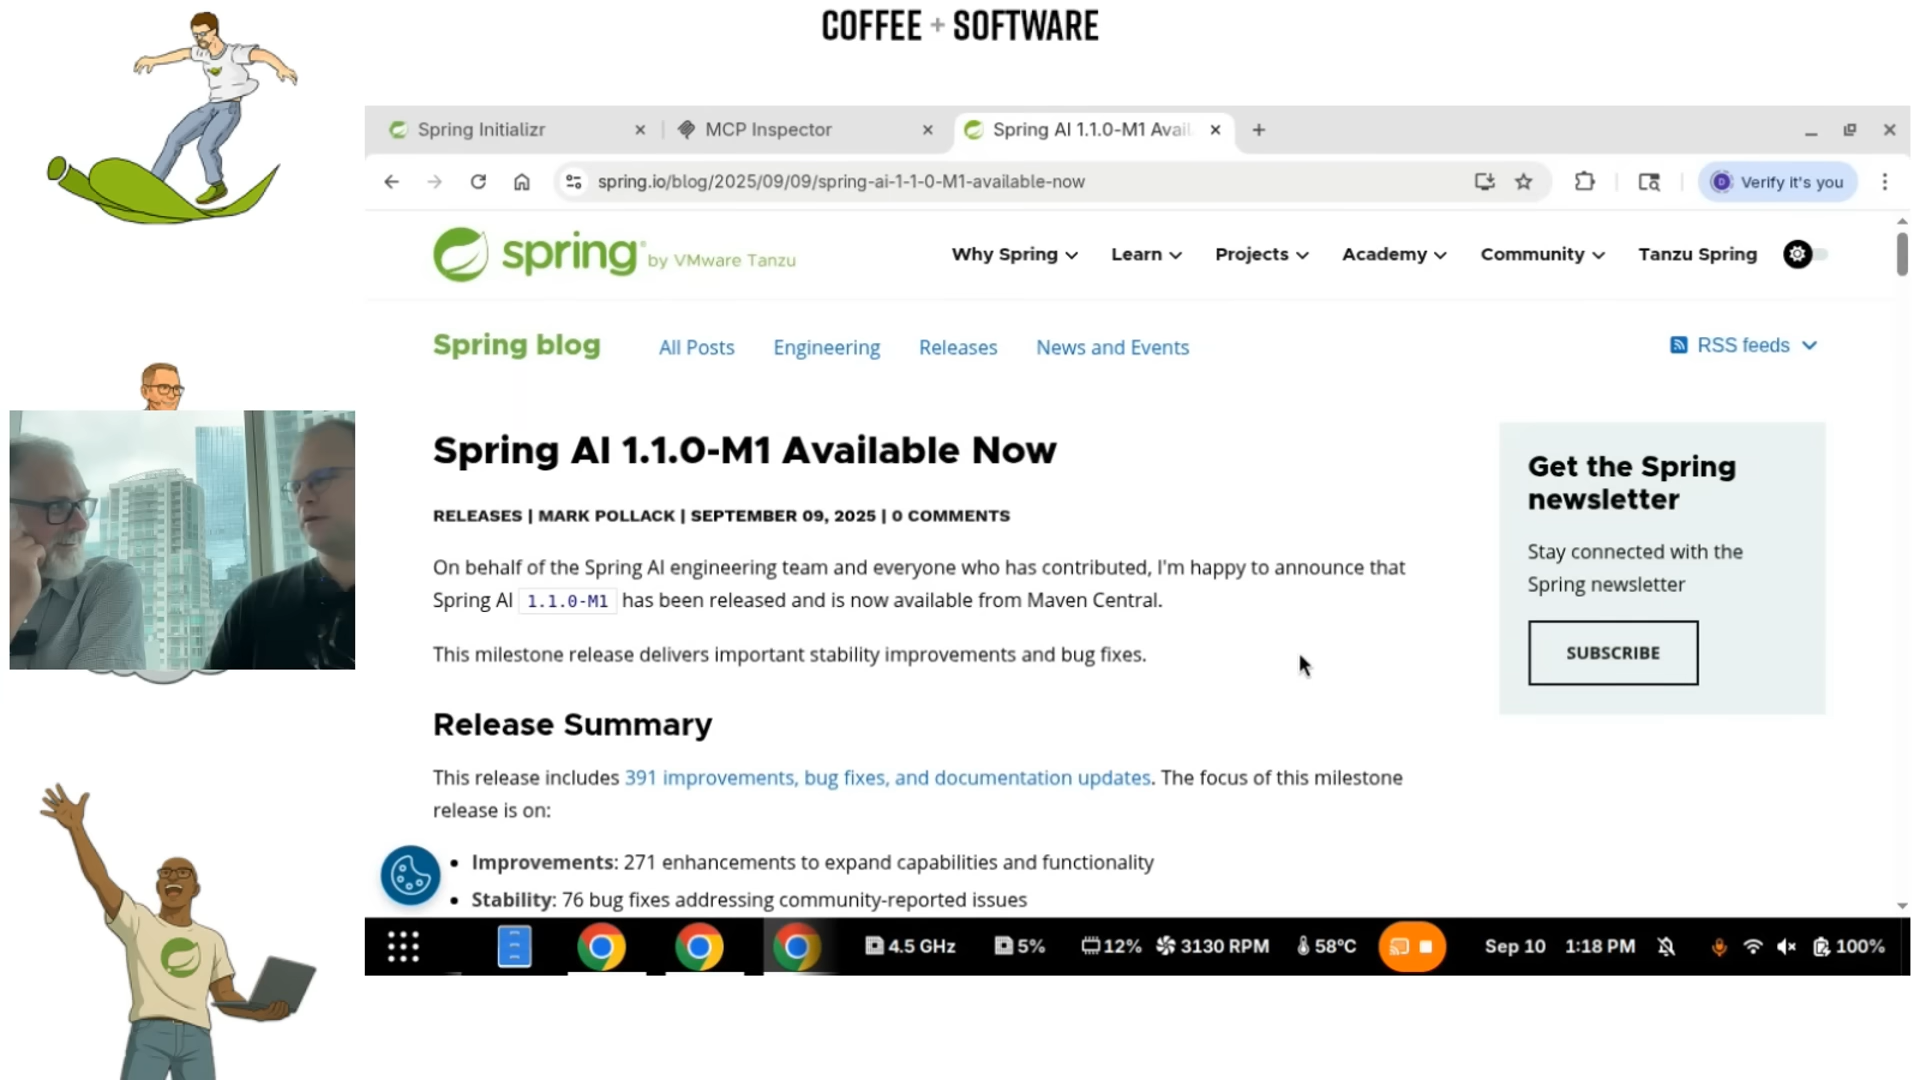 COFFEE + SOFTWARE
Spring Initializr
MCP Inspector
Spring AI 1.1.0-M1 Avail
spring.io/blog/2025/09/09/spring-ai-1-1-0-M1-available-now
Verify it's you
spring by VMware Tanzu
Why Spring
Learn
Projects
Academy
Community
Tanzu Spring
Spring blog
All Posts
Engineering
Releases
News and Events
RSS feeds
Spring AI 1.1.0-M1 Available Now
RELEASES | MARK POLLACK | SEPTEMBER 09, 2025 | 0 COMMENTS
On behalf of the Spring AI engineering team and everyone who has contributed, I'm happy to announce that
Spring AI 1.1.0-M1 has been released and is now available from Maven Central.
This milestone release delivers important stability improvements and bug fixes.
Release Summary
This release includes 391 improvements, bug fixes, and documentation updates. The focus of this milestone
release is on:
• Improvements: 271 enhancements to expand capabilities and functionality
• Stability: 76 bug fixes addressing community-reported issues
Get the Spring
newsletter
Stay connected with the
Spring newsletter
SUBSCRIBE
4.5 GHz
5%
12%
3130 RPM
58°C
Sep 10
1:18 PM
100%